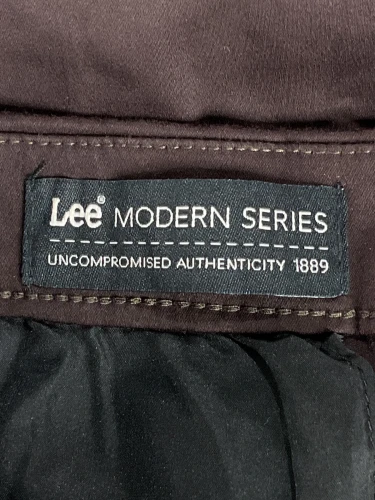 Lee® MODERN SERIES
UNCOMPROMISED AUTHENTICITY 1889